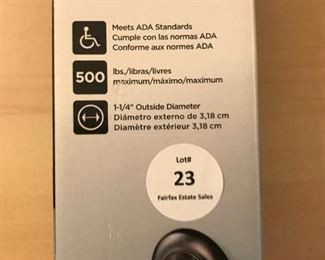 Meets ADA Standards
Cumple con las normas ADA
Conforme aux normes ADA
500
lbs./libras/livres
maximum/máximo/maximum
1-1/4" Outside Diameter
Diámetro externo de 3,18 cm
Diamètre extérieur 3,18 cm
Lot#
23
Fairfax Estate Sales